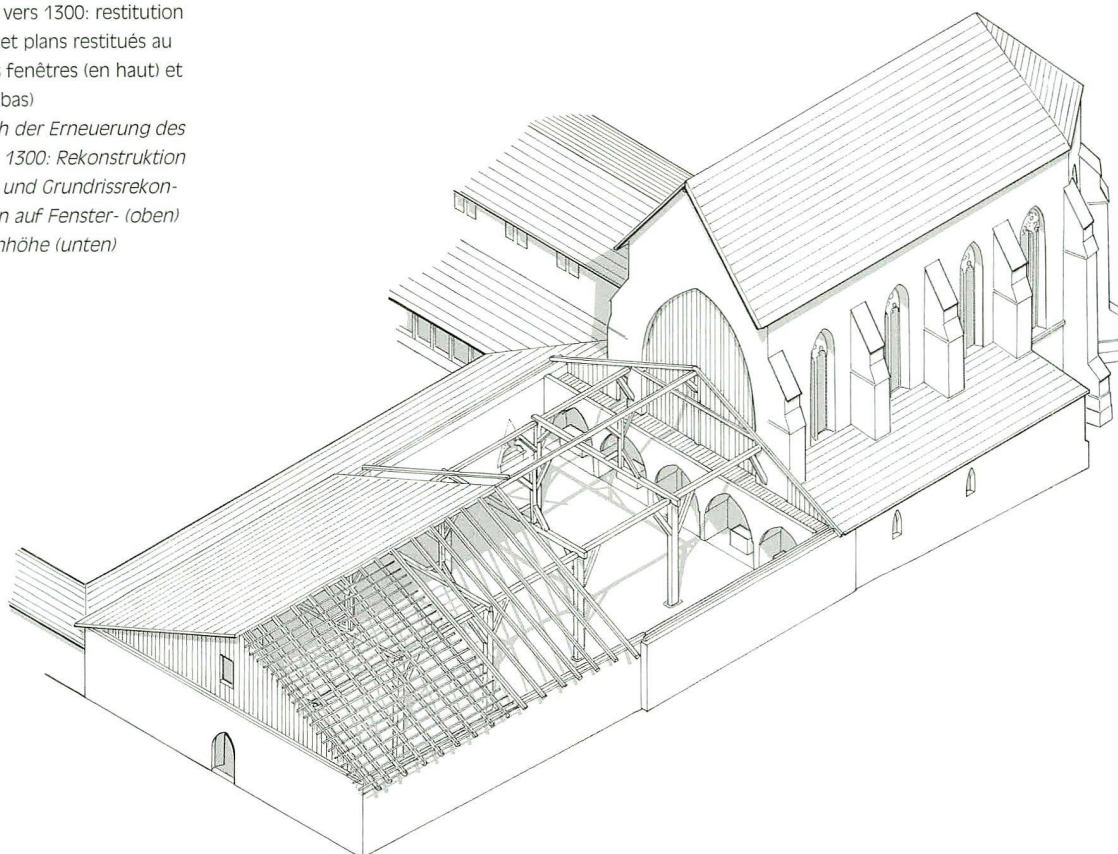 vers 1300: restitution
et plans restitués au
s fenêtres (en haut) et
bas)
h der Erneuerung des
1300: Rekonstruktion
und Grundrissrekon-
n auf Fenster- (oben)
nhöhe (unten)